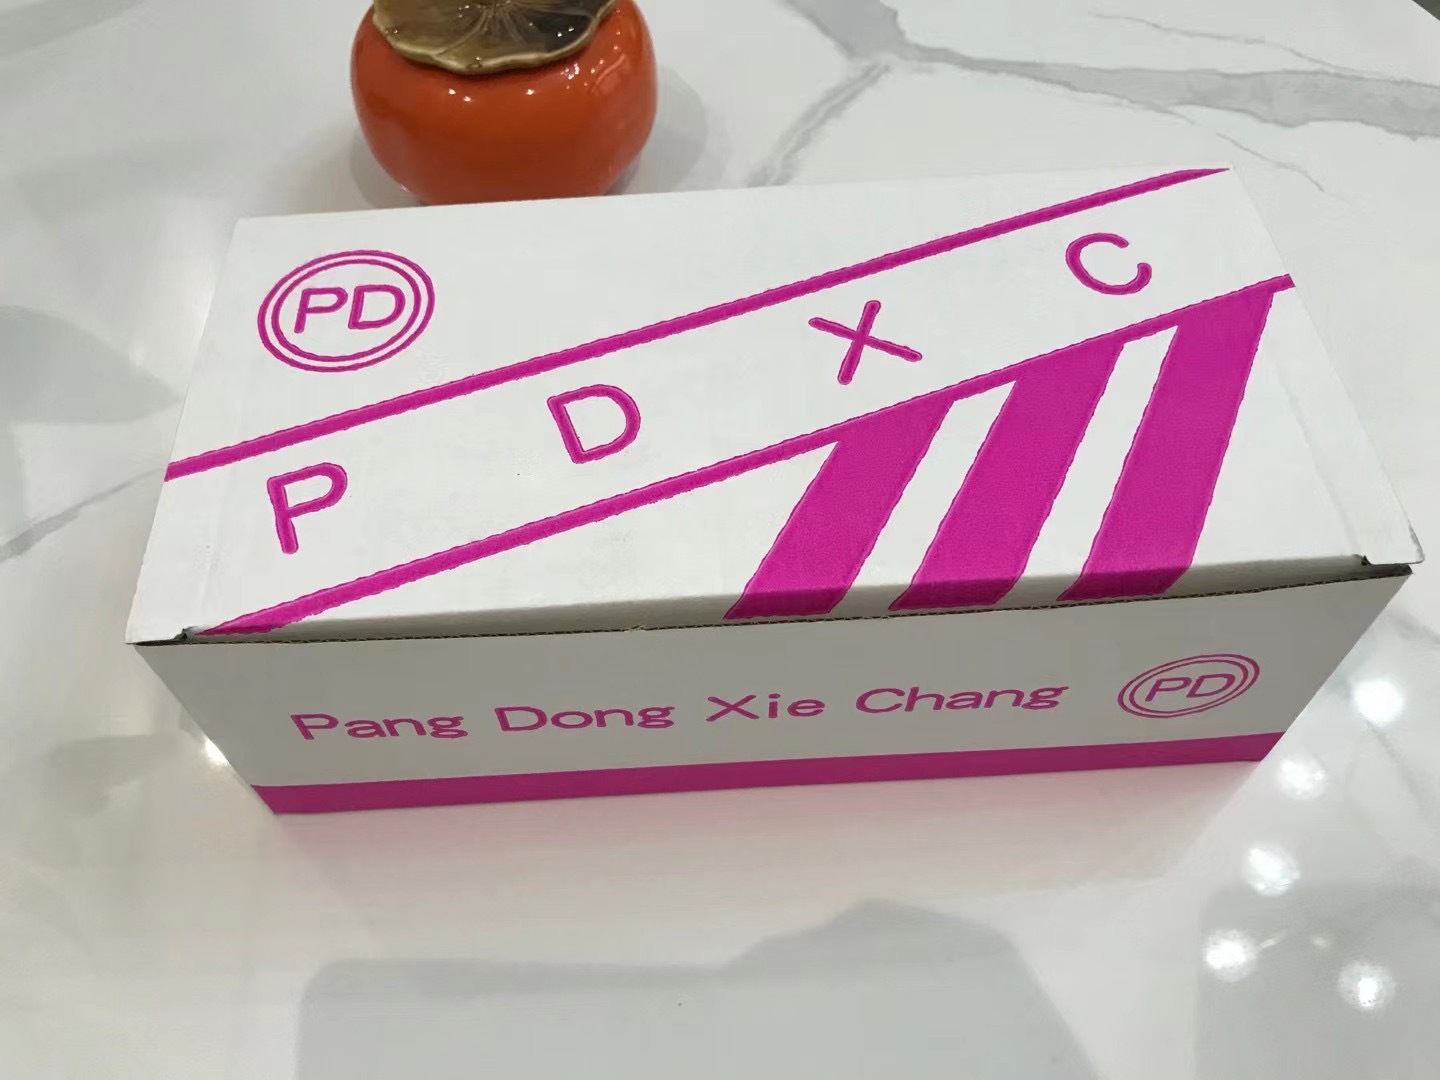 PD
P D X C
Pang Dong Xie Chang
PD